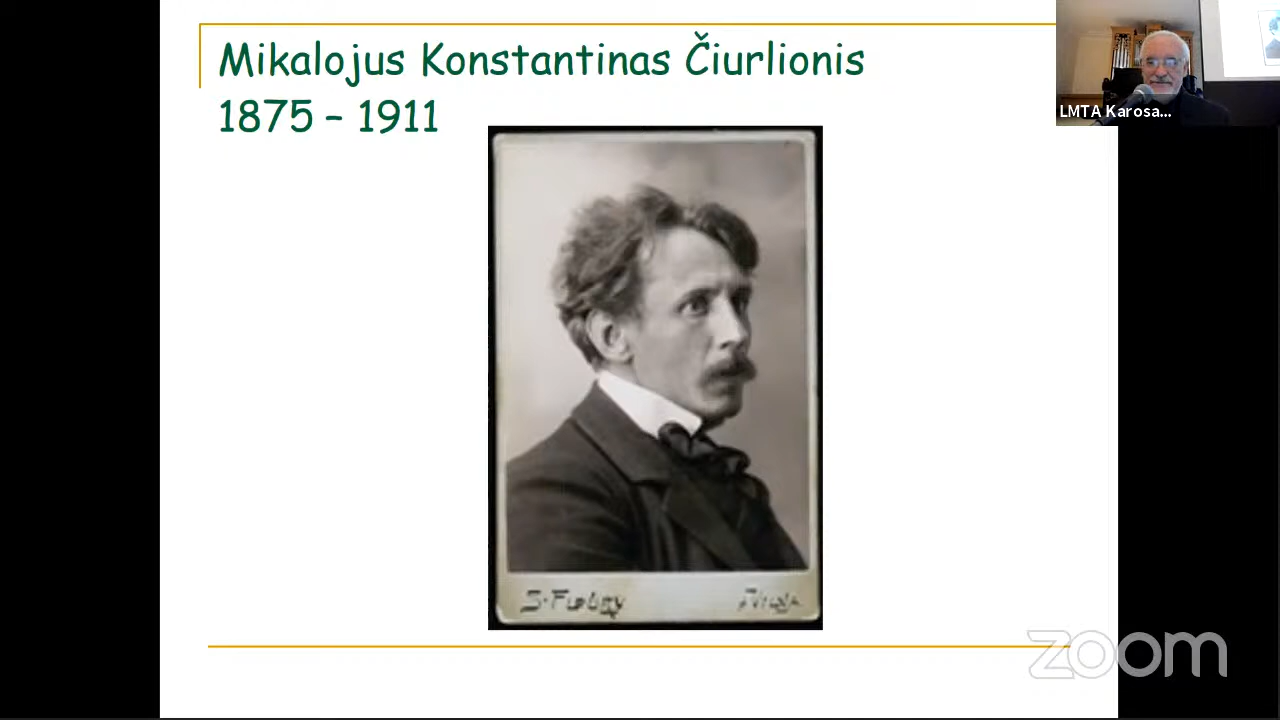 Mikalojus Konstantinas Čiurlionis
1875 – 1911
LMTA Karosa...
zoom